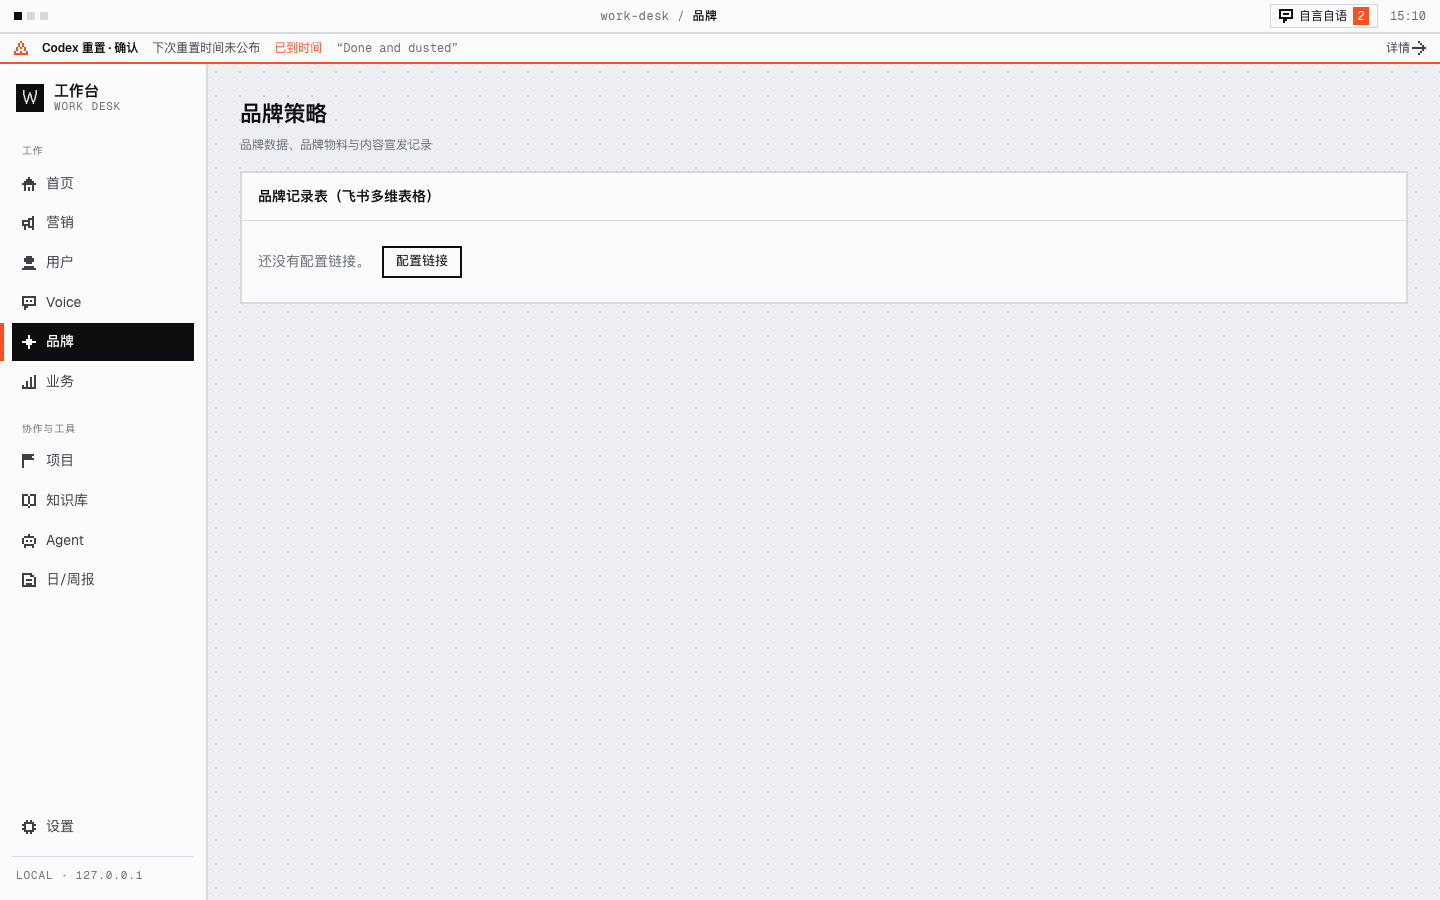 work-desk / 品牌
自言自语 2
15:10
Codex 重置·确认 下次重置时间未公布 已到时间 “Done and dusted”
详情
W
工作台
WORK DESK
工作
首页
营销
用户
Voice
品牌
业务
协作与工具
项目
知识库
Agent
日/周报
设置
LOCAL · 127.0.0.1
品牌策略
品牌数据、品牌物料与内容宣发记录
品牌记录表（飞书多维表格）
还没有配置链接。 配置链接